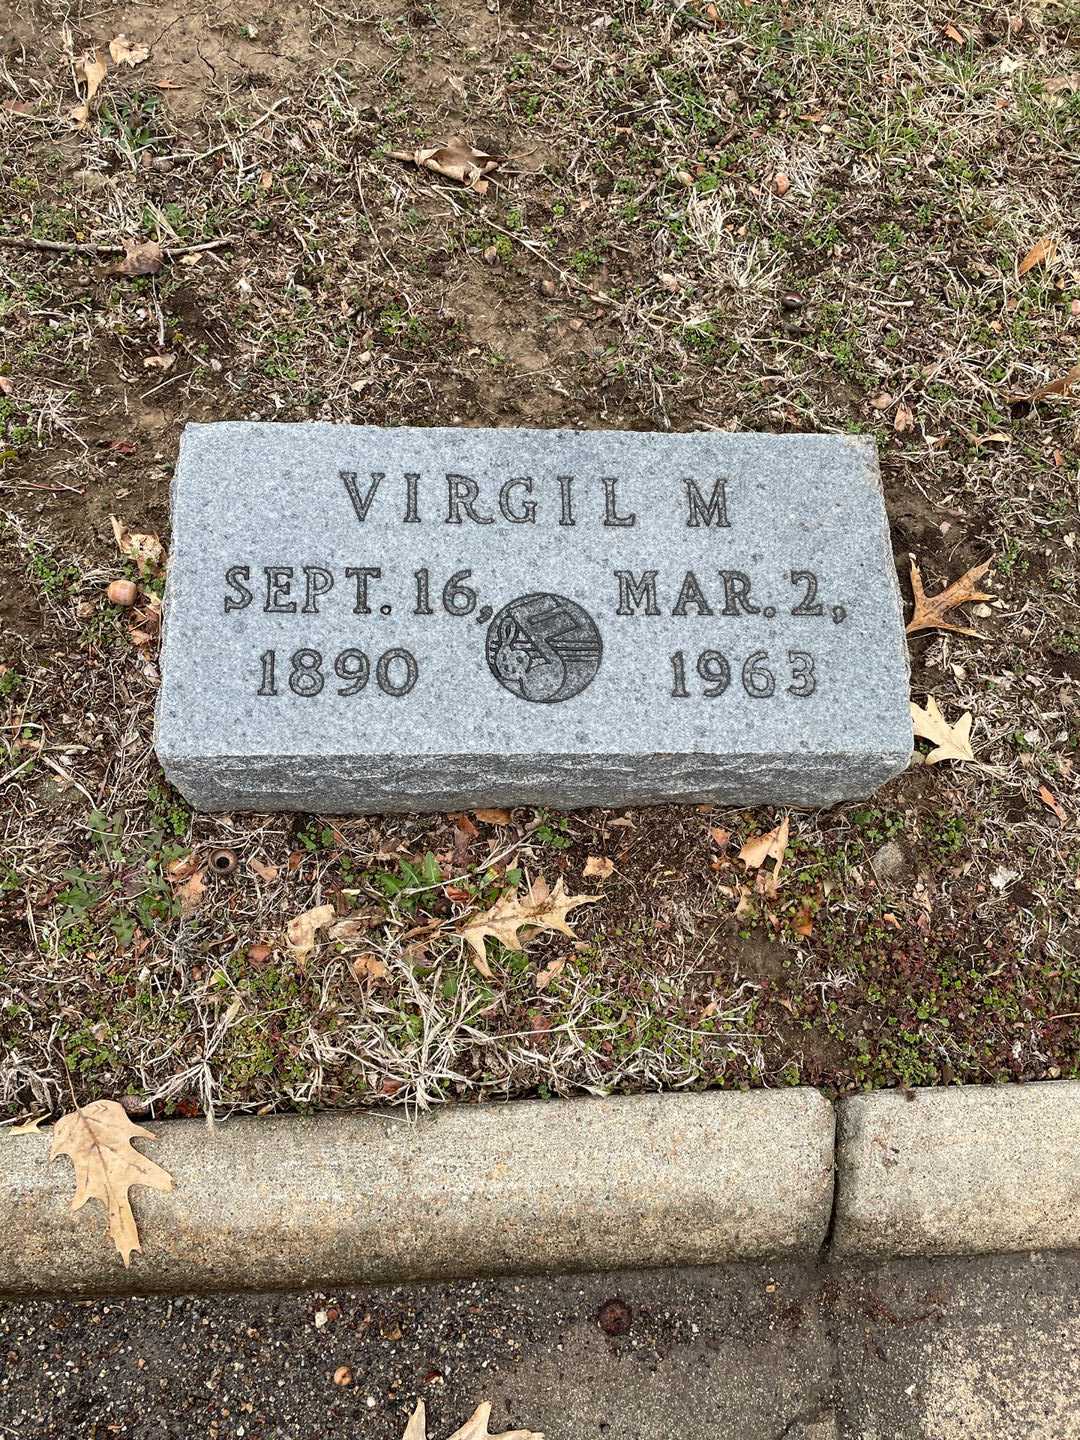 VIRGIL M
SEPT. 16, MAR. 2,
1890 1963